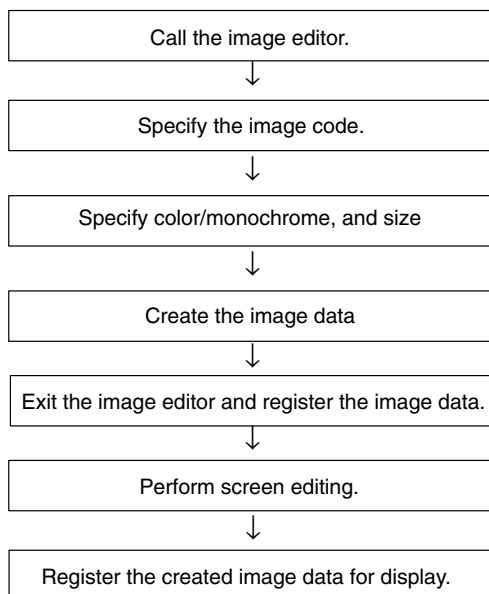 Call the image editor.
Specify the image code.
Specify color/monochrome, and size
Create the image data
Exit the image editor and register the image data.
Perform screen editing.
Register the created image data for display.